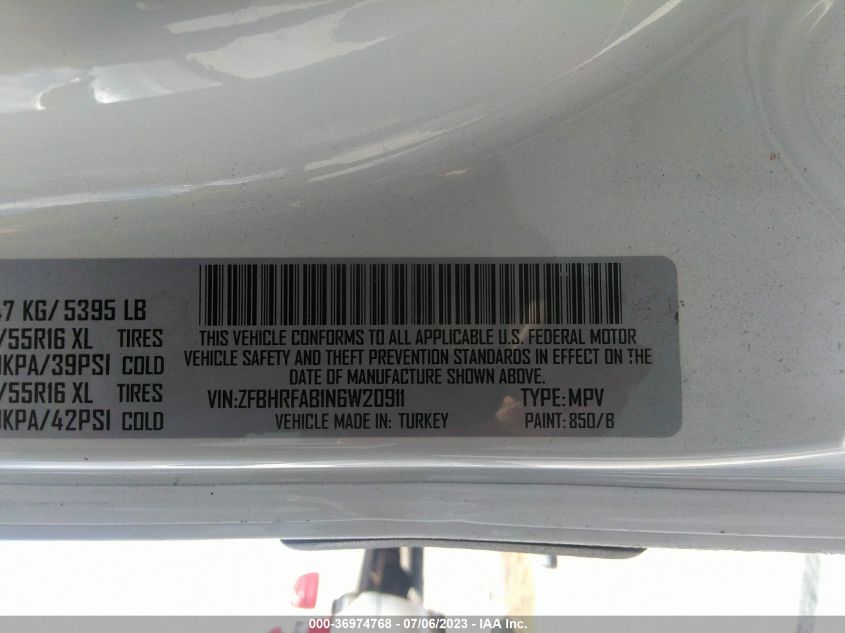 47 KG/ 5395 LB
/55R16 XL TIRES
KPA/39PSI COLD
/55R16 XL TIRES
KPA/42PSI COLD
THIS VEHICLE CONFORMS TO ALL APPLICABLE U.S. FEDERAL MOTOR
VEHICLE SAFETY AND THEFT PREVENTION STANDARDS IN EFFECT ON THE
DATE OF MANUFACTURE SHOWN ABOVE.
VIN:ZFBHRFAB1N6W20911 TYPE: MPV
VEHICLE MADE IN: TURKEY PAINT: 850/B
000-36974768 - 07/06/2023 - IAA Inc.